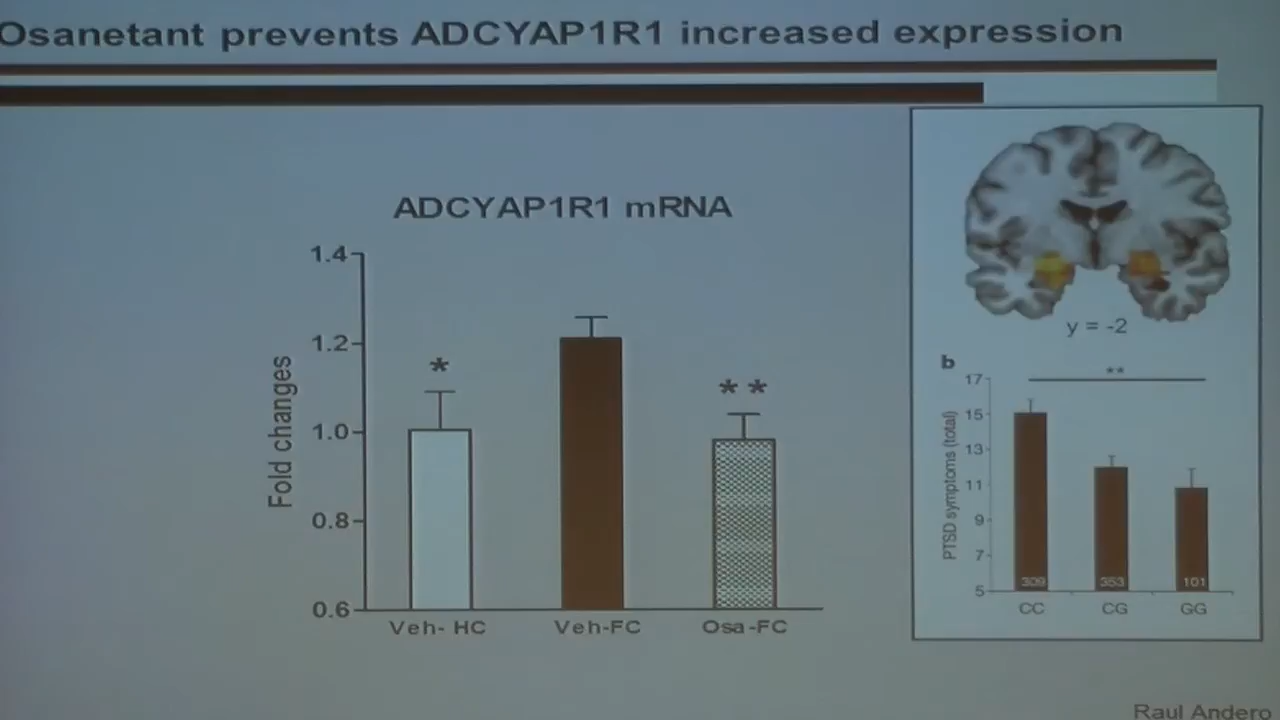 Osanetant prevents ADCYAP1R1 increased expression
ADCYAP1R1 mRNA
Fold changes
1.4
1.2
1.0
0.8
0.6
*
**
Veh- HC
Veh-FC
Osa-FC
y = -2
b
**
PTSD symptoms (total)
17
15
13
11
9
7
5
309
353
101
CC
CG
GG
Raul Andero